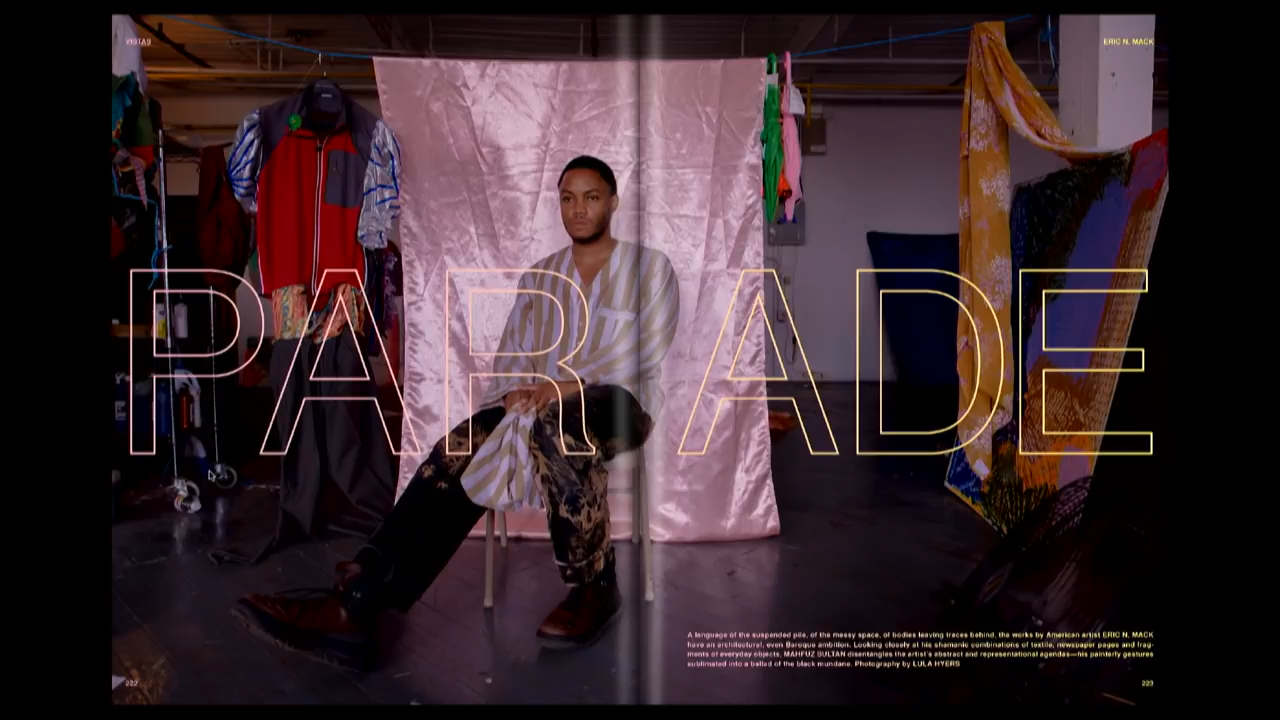 VISTAS
ERIC N. MACK
PARADE
A language of the suspended pile, of the messy space, of bodies leaving traces behind, the works by American artist ERIC N. MACK
have an architectural, even Baroque ambition. Looking closely at his shamanic combinations of textile, newspaper pages and frag-
ments of everyday objects, MAHFUZ SULTAN disentangles the artist's abstract and representational agendas—his painterly gestures
sublimated into a ballad of the black mundane. Photography by LULA HYERS
222
223